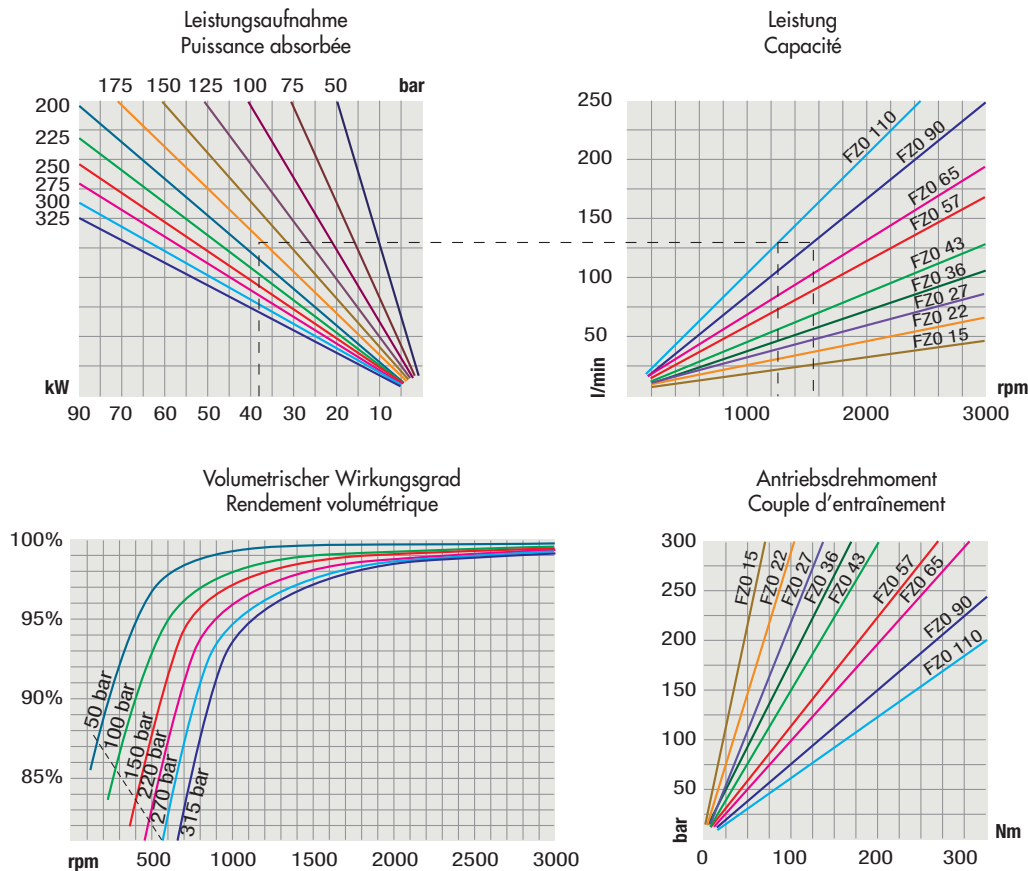 Leistungsaufnahme
Puissance absorbée
175 150 125 100 75 50 bar
200
225
250
275
300
325
kW
90 70 60 50 40 30 20 10
Leistung
Capacité
250
200
150
100
50
l/min
FZ0 110
FZ0 90
FZ0 65
FZ0 57
FZ0 43
FZ0 36
FZ0 27
FZ0 22
FZ0 15
rpm
1000 2000 3000
Volumetrischer Wirkungsgrad
Rendement volumétrique
100%
95%
90%
85%
50 bar
100 bar
150 bar
220 bar
270 bar
315 bar
rpm 500 1000 1500 2000 2500 3000
Antriebsdrehmoment
Couple d'entraînement
300
250
200
150
100
50
bar
FZ0 15
FZ0 22
FZ0 27
FZ0 36
FZ0 43
FZ0 57
FZ0 65
FZ0 90
FZ0 110
Nm
0 100 200 300